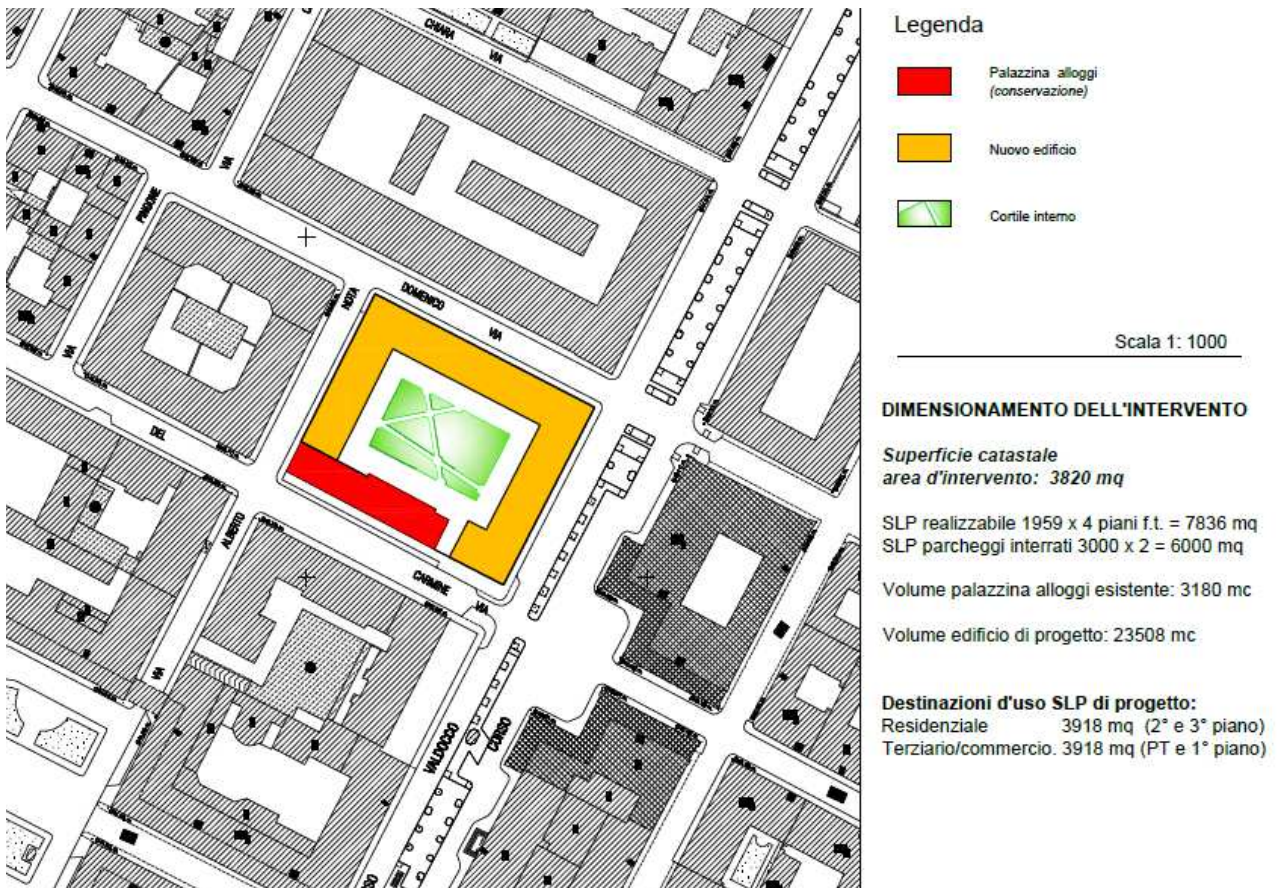 CHIARA
VIA
VIA
PINGONE
VIA
NOTA
DOMENICO
VIA
DEL
ALBERTO
VIA
CARMINE
VIA
VALDOCCO
CORSO
Legenda
Palazzina alloggi
(conservazione)
Nuovo edificio
Cortile interno
Scala 1: 1000
DIMENSIONAMENTO DELL'INTERVENTO
Superficie catastale
area d'intervento: 3820 mq
SLP realizzabile 1959 x 4 piani f.t. = 7836 mq
SLP parcheggi interrati 3000 x 2 = 6000 mq
Volume palazzina alloggi esistente: 3180 mc
Volume edificio di progetto: 23508 mc
Destinazioni d'uso SLP di progetto:
Residenziale 3918 mq (2° e 3° piano)
Terziario/commercio. 3918 mq (PT e 1° piano)